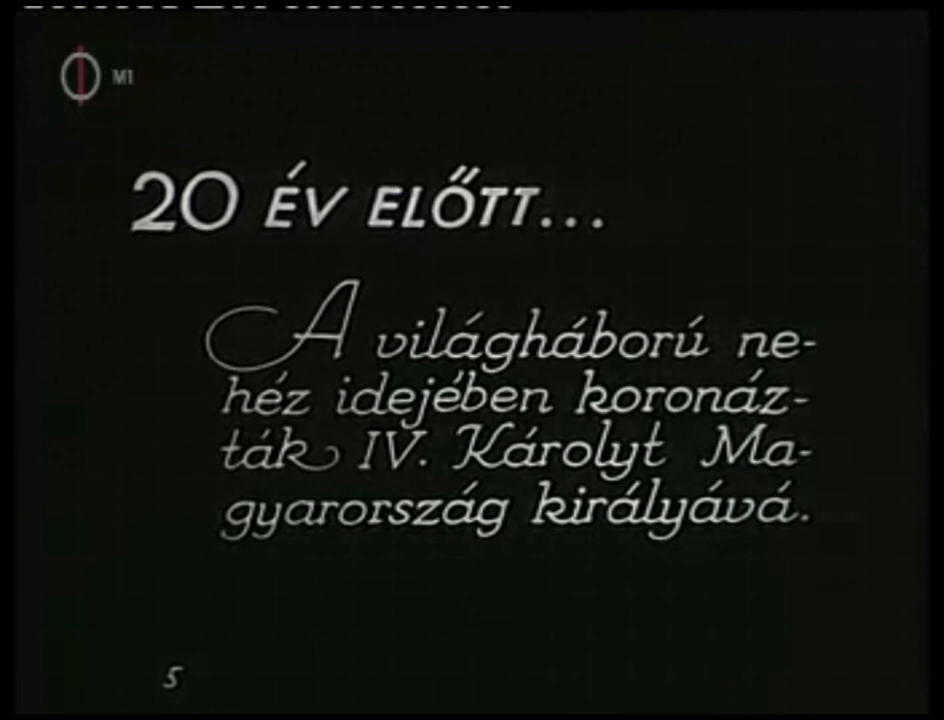 M1
20 ÉV ELŐTT...
A világháború ne-
héz idejében koronáz-
ták IV. Károlyt Ma-
gyarország királyává.
5